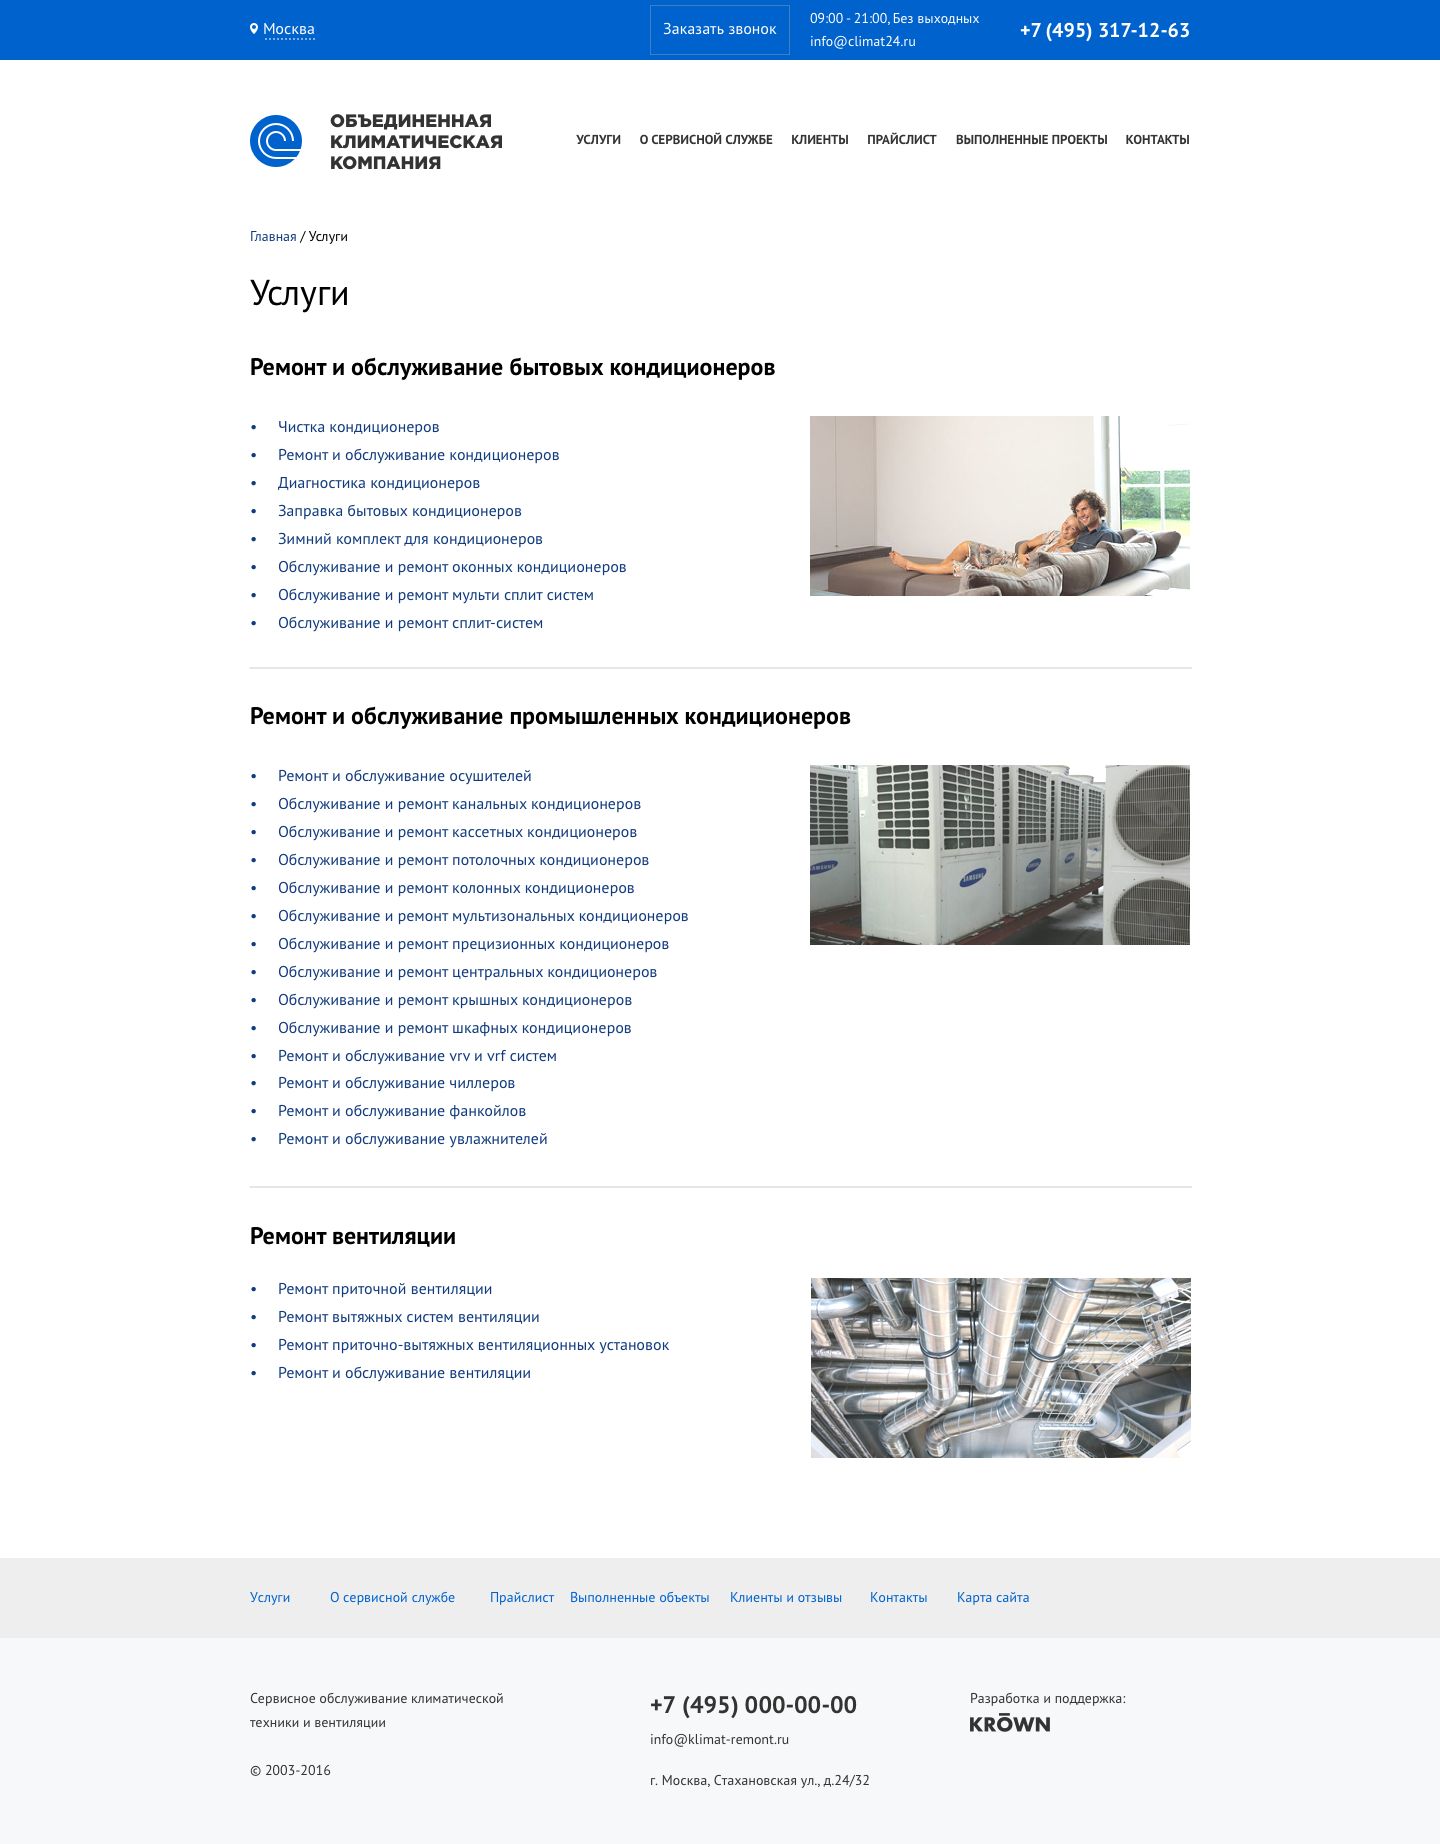 Москва
Заказать звонок
09:00 - 21:00, Без выходных
info@climat24.ru
+7 (495) 317-12-63
ОБЪЕДИНЕННАЯ
КЛИМАТИЧЕСКАЯ
КОМПАНИЯ
УСЛУГИ О СЕРВИСНОЙ СЛУЖБЕ КЛИЕНТЫ ПРАЙСЛИСТ ВЫПОЛНЕННЫЕ ПРОЕКТЫ КОНТАКТЫ
Главная / Услуги
Услуги
Ремонт и обслуживание бытовых кондиционеров
• Чистка кондиционеров
• Ремонт и обслуживание кондиционеров
• Диагностика кондиционеров
• Заправка бытовых кондиционеров
• Зимний комплект для кондиционеров
• Обслуживание и ремонт оконных кондиционеров
• Обслуживание и ремонт мульти сплит систем
• Обслуживание и ремонт сплит-систем
Ремонт и обслуживание промышленных кондиционеров
• Ремонт и обслуживание осушителей
• Обслуживание и ремонт канальных кондиционеров
• Обслуживание и ремонт кассетных кондиционеров
• Обслуживание и ремонт потолочных кондиционеров
• Обслуживание и ремонт колонных кондиционеров
• Обслуживание и ремонт мультизональных кондиционеров
• Обслуживание и ремонт прецизионных кондиционеров
• Обслуживание и ремонт центральных кондиционеров
• Обслуживание и ремонт крышных кондиционеров
• Обслуживание и ремонт шкафных кондиционеров
• Ремонт и обслуживание vrv и vrf систем
• Ремонт и обслуживание чиллеров
• Ремонт и обслуживание фанкойлов
• Ремонт и обслуживание увлажнителей
SAMSUNG
Ремонт вентиляции
• Ремонт приточной вентиляции
• Ремонт вытяжных систем вентиляции
• Ремонт приточно-вытяжных вентиляционных установок
• Ремонт и обслуживание вентиляции
Услуги О сервисной службе Прайслист Выполненные объекты Клиенты и отзывы Контакты Карта сайта
Сервисное обслуживание климатической
техники и вентиляции
© 2003-2016
+7 (495) 000-00-00
info@klimat-remont.ru
г. Москва, Стахановская ул., д.24/32
Разработка и поддержка:
KRŌWN